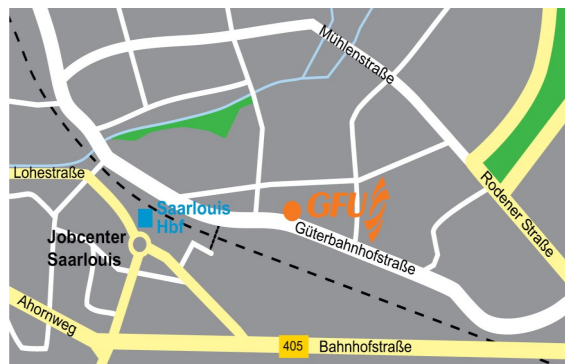 Mühlenstraße
Lohestraße
Saarlouis
Hbf
GFU
Rodener Straße
Jobcenter
Saarlouis
Güterbahnhofstraße
Ahornweg
405
Bahnhofstraße